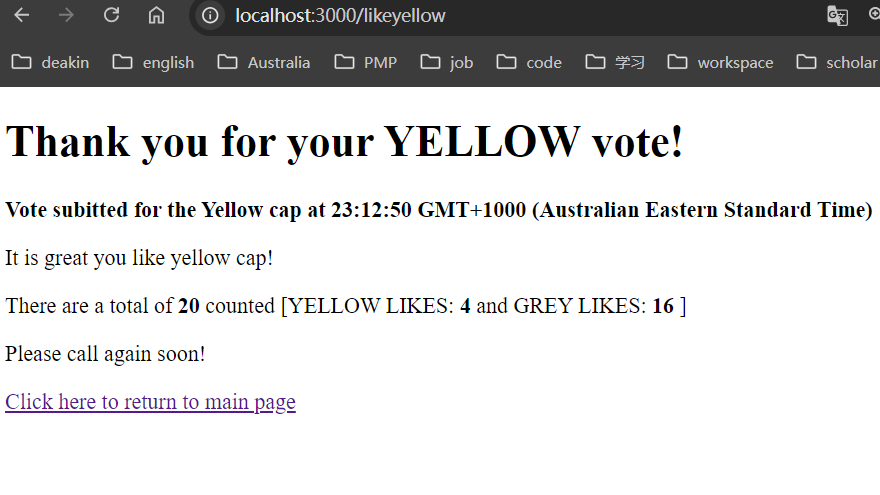 localhost:3000/likeyellow
deakin english Australia PMP job code 学习 workspace scholar
Thank you for your YELLOW vote!
Vote subitted for the Yellow cap at 23:12:50 GMT+1000 (Australian Eastern Standard Time)
It is great you like yellow cap!
There are a total of 20 counted [YELLOW LIKES: 4 and GREY LIKES: 16 ]
Please call again soon!
Click here to return to main page